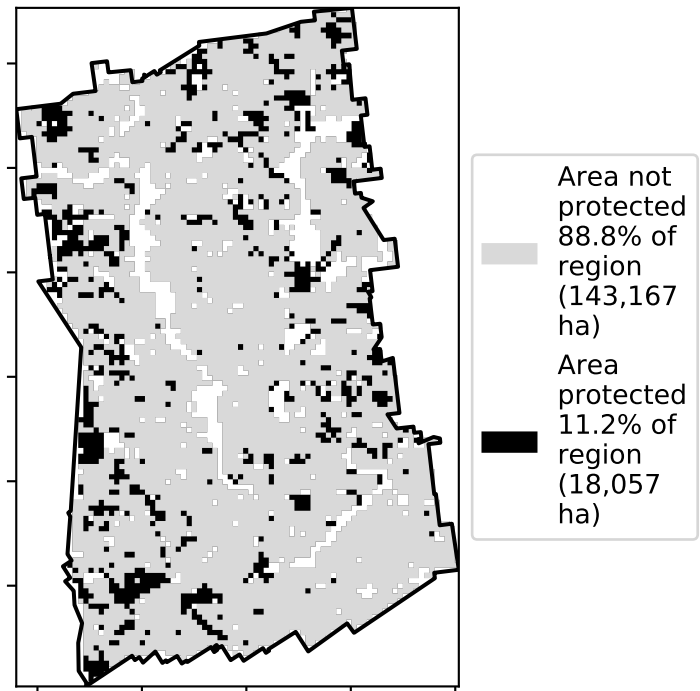 Area not
protected
88.8% of
region
(143,167
ha)
Area
protected
11.2% of
region
(18,057
ha)